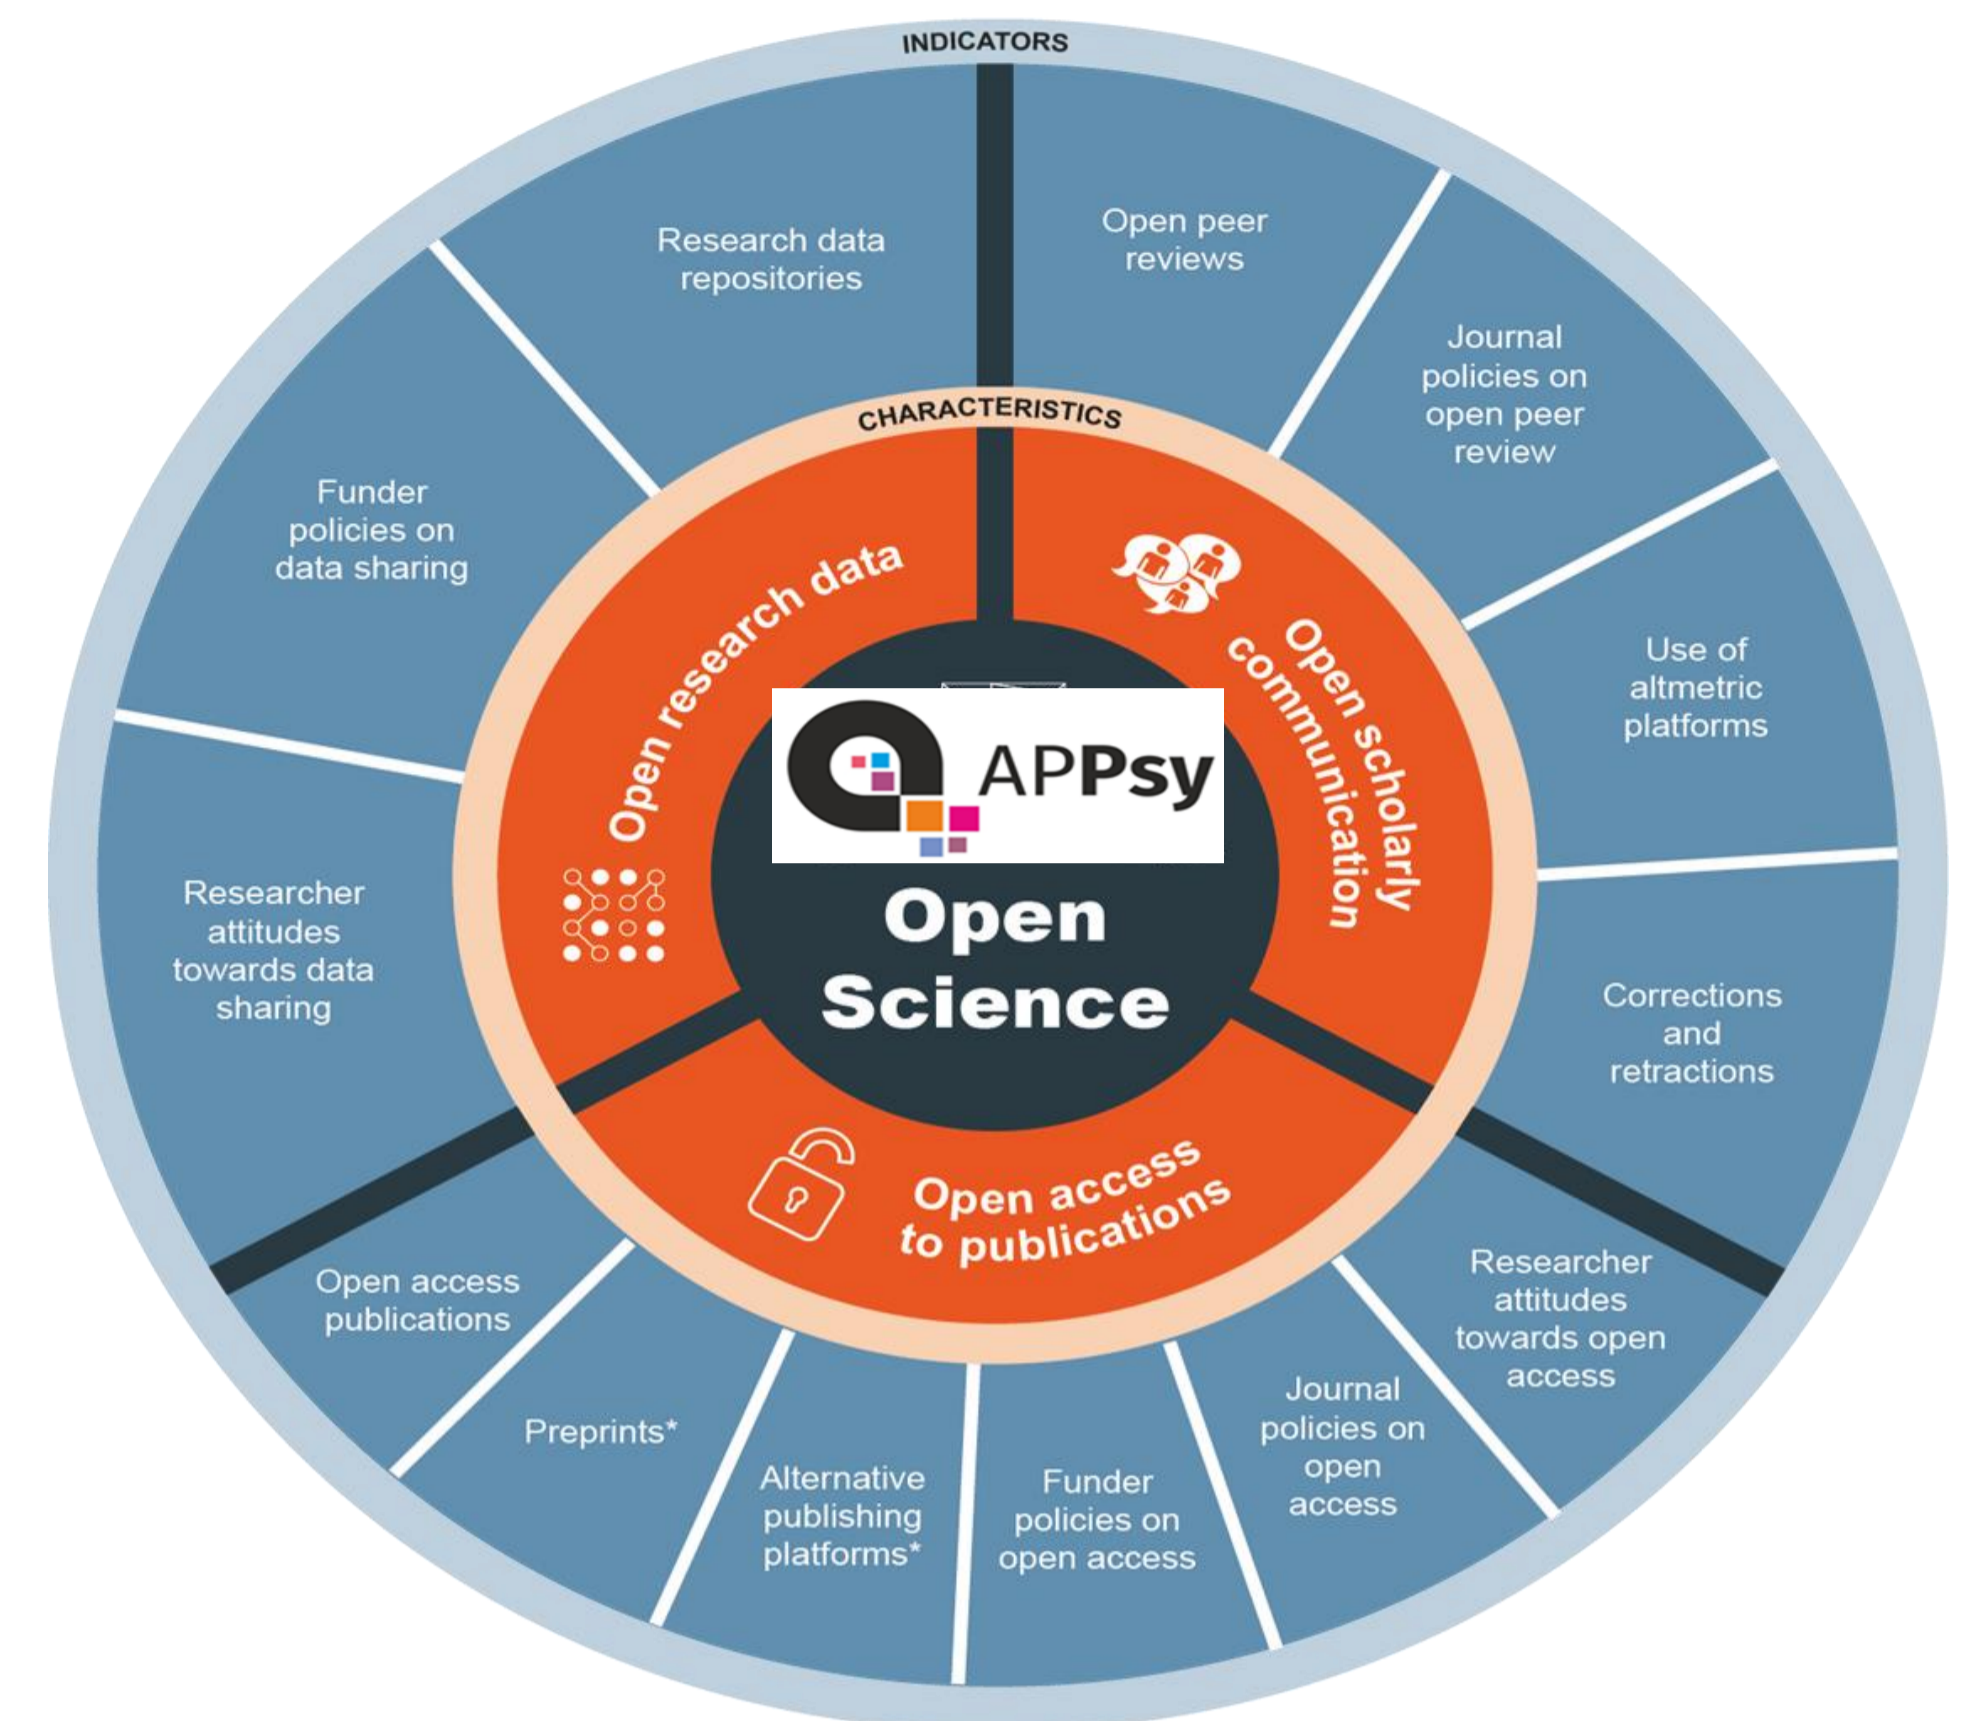 INDICATORS
Research data
repositories
Open peer
reviews
Journal
policies on
open peer
review
Use of
altmetric
platforms
Corrections
and
retractions
Researcher
attitudes
towards open
access
Journal
policies on
open
access
Funder
policies on
open access
Alternative
publishing
platforms*
Preprints*
Open access
publications
Researcher
attitudes
towards data
sharing
Funder
policies on
data sharing
CHARACTERISTICS
Open research data
Open scholarly
communication
Open access
to publications
APPsy
Open
Science